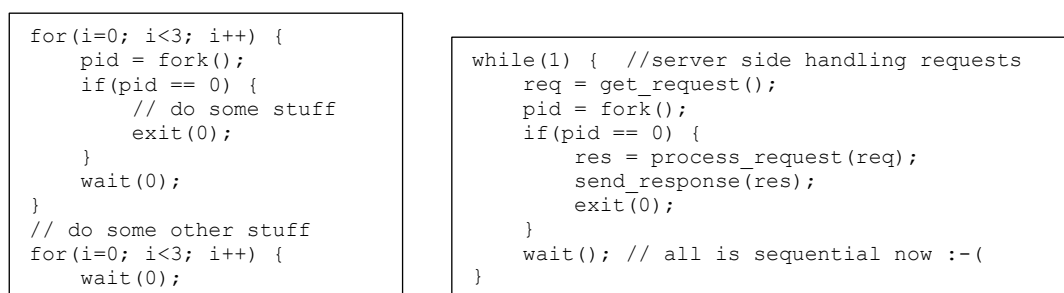 for(i=0; i<3; i++) {
    pid = fork();
    if(pid == 0) {
        // do some stuff
        exit(0);
    }
    wait(0);
}
// do some other stuff
for(i=0; i<3; i++) {
    wait(0);
while(1) {  //server side handling requests
    req = get_request();
    pid = fork();
    if(pid == 0) {
        res = process_request(req);
        send_response(res);
        exit(0);
    }
    wait(); // all is sequential now :-(
}